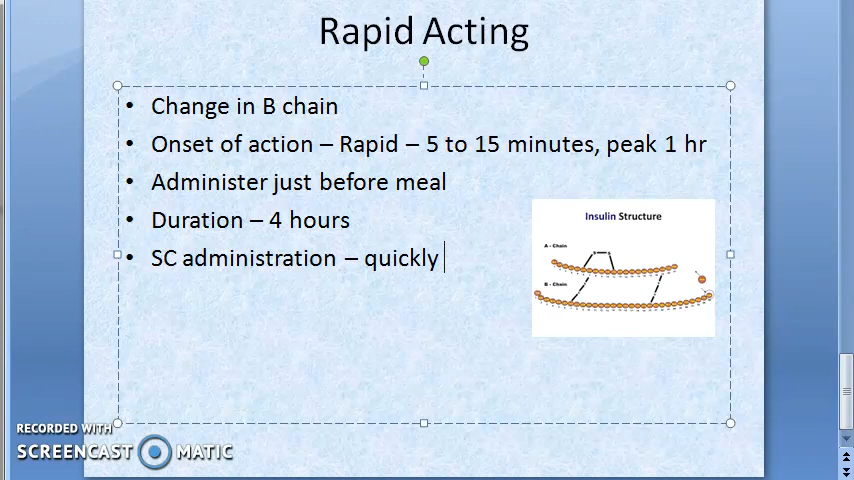 Rapid Acting
• Change in B chain
• Onset of action – Rapid – 5 to 15 minutes, peak 1 hr
• Administer just before meal
• Duration – 4 hours
• SC administration – quickly
Insulin Structure
A - Chain
B - Chain
RECORDED WITH
SCREENCAST MATIC